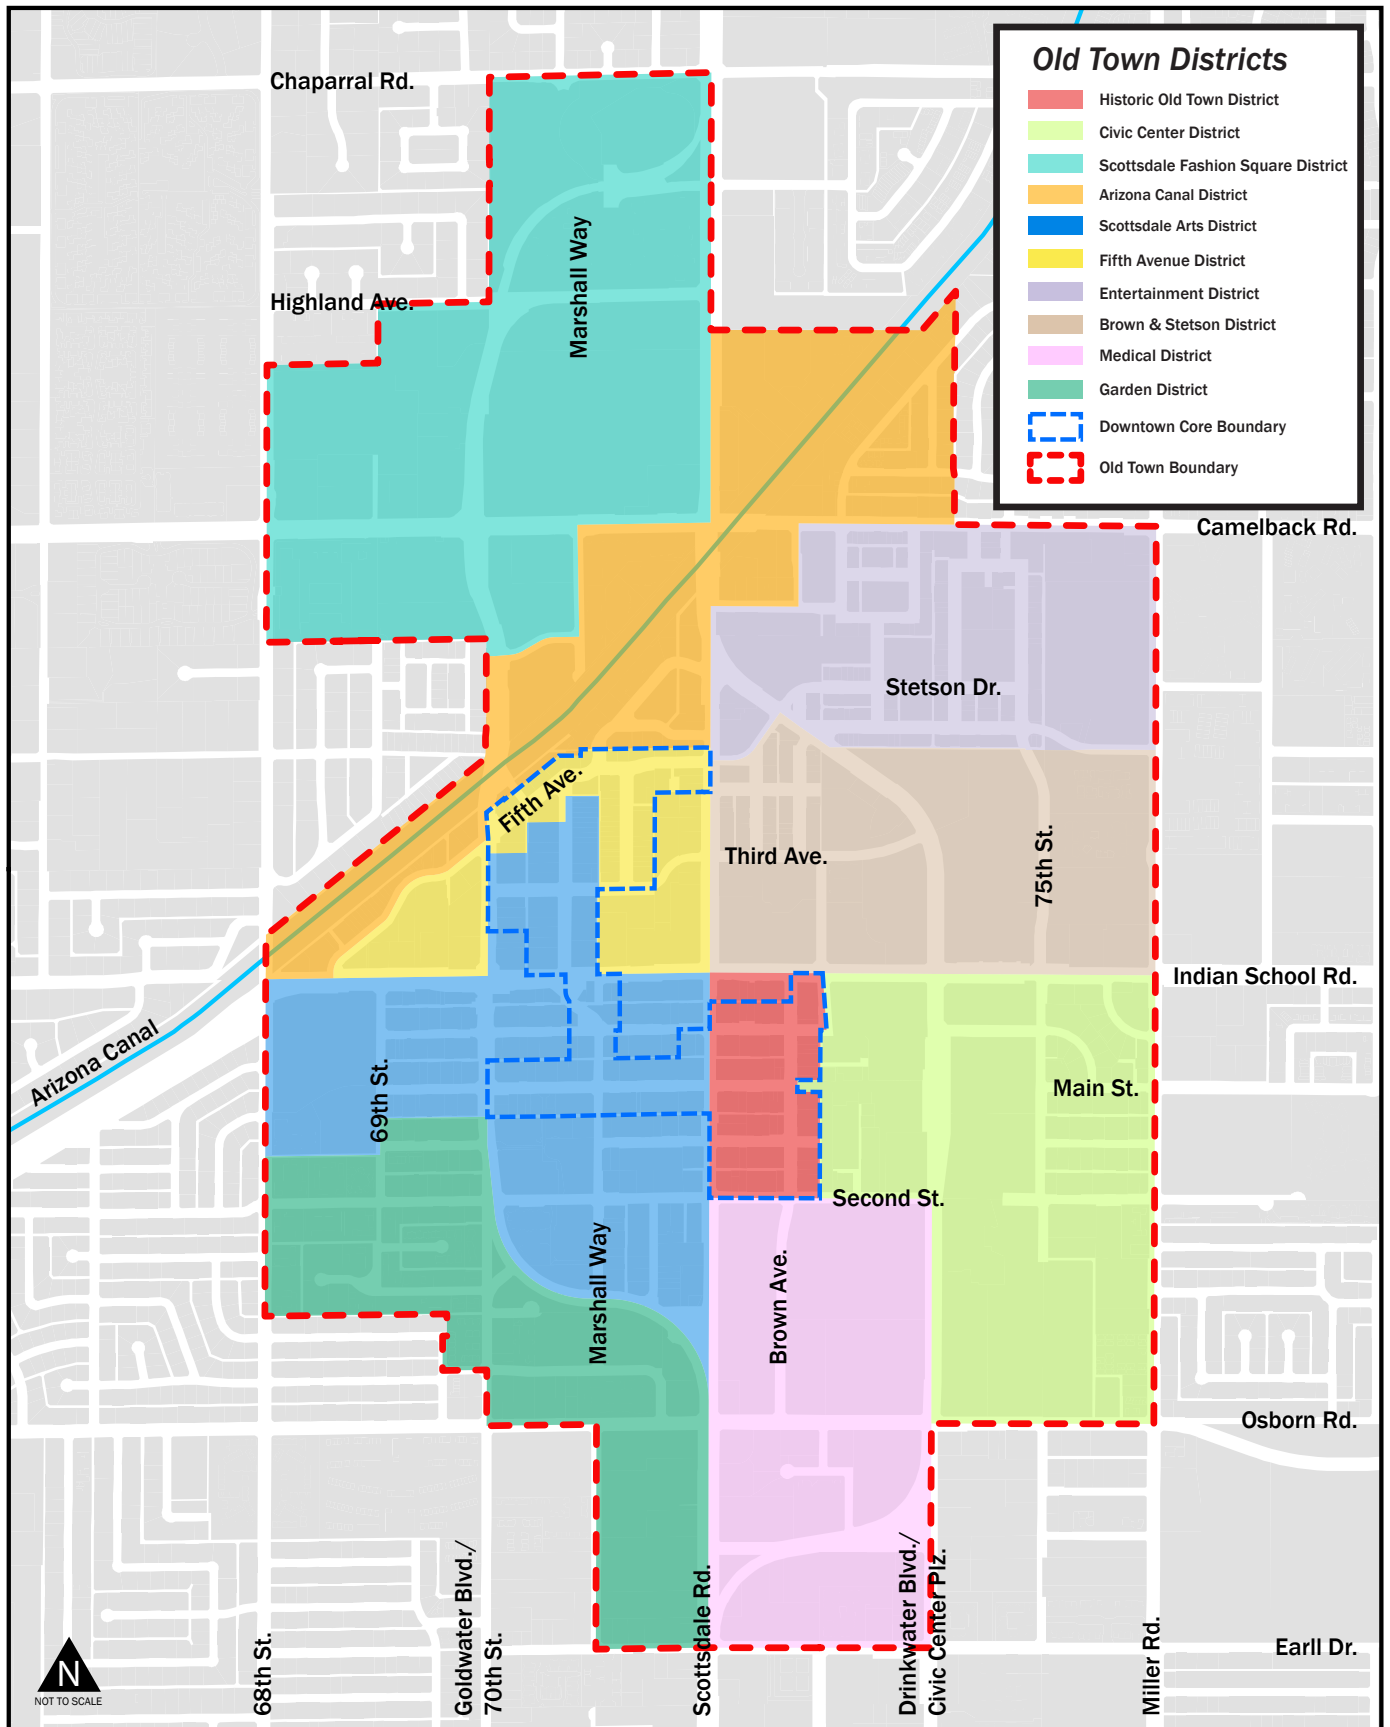 Old Town Districts
Historic Old Town District
Civic Center District
Scottsdale Fashion Square District
Arizona Canal District
Scottsdale Arts District
Fifth Avenue District
Entertainment District
Brown & Stetson District
Medical District
Garden District
Downtown Core Boundary
Old Town Boundary
Chaparral Rd.
Marshall Way
Highland Ave.
Camelback Rd.
Stetson Dr.
Fifth Ave.
Third Ave.
75th St.
Indian School Rd.
Arizona Canal
69th St.
Main St.
Second St.
Marshall Way
Brown Ave.
Osborn Rd.
68th St.
Goldwater Blvd./
70th St.
Scottsdale Rd.
Drinkwater Blvd./
Civic Center Plz.
Miller Rd.
Earll Dr.
N
NOT TO SCALE